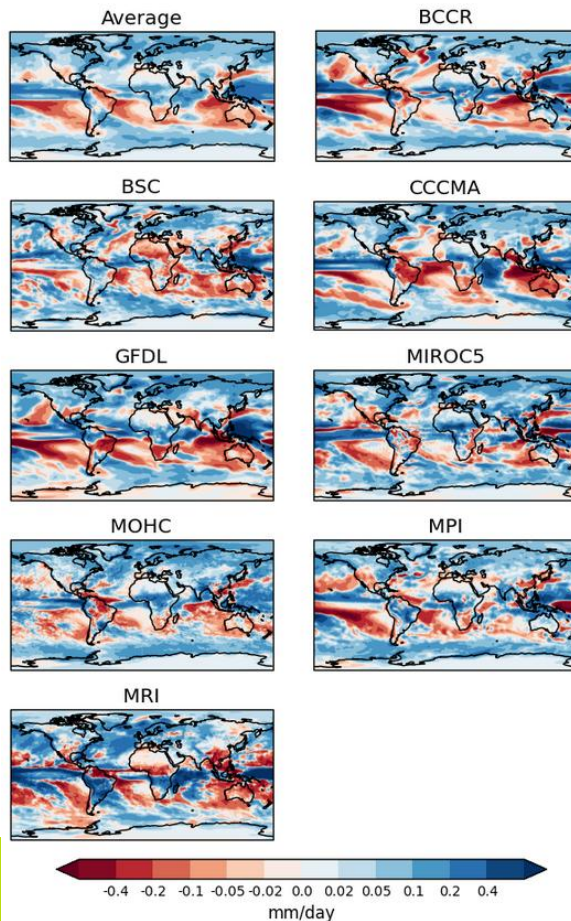 Average
BCCR
BSC
CCCMA
GFDL
MIROC5
MOHC
MPI
MRI
-0.4 -0.2 -0.1 -0.05 -0.02 0.0 0.02 0.05 0.1 0.2 0.4
mm/day